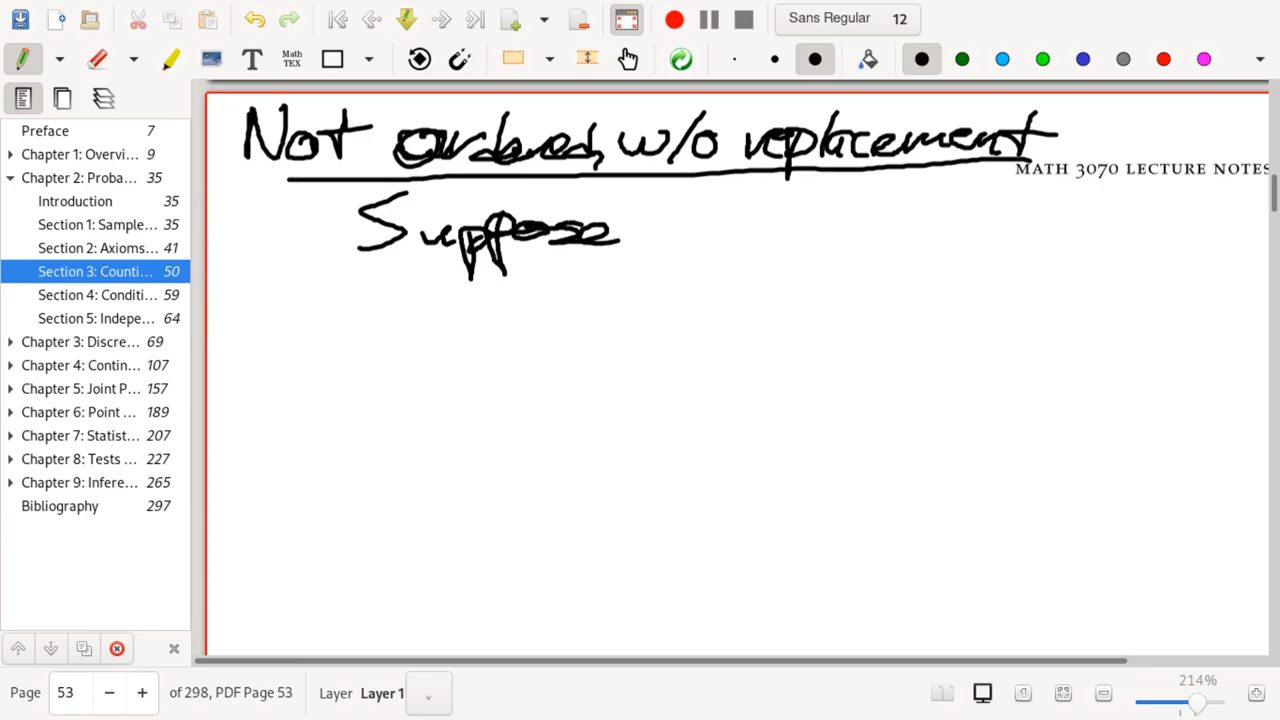 Sans Regular 12
Math
TEX
Preface 7
Chapter 1: Overvi... 9
Chapter 2: Proba... 35
Introduction 35
Section 1: Sample... 35
Section 2: Axioms... 41
Section 3: Counti... 50
Section 4: Conditi... 59
Section 5: Indepe... 64
Chapter 3: Discre... 69
Chapter 4: Contin... 107
Chapter 5: Joint P... 157
Chapter 6: Point ... 189
Chapter 7: Statist... 207
Chapter 8: Tests ... 227
Chapter 9: Infere... 265
Bibliography 297
Not ordered, w/o replacement
MATH 3070 LECTURE NOTES
Suppose
Page 53 of 298, PDF Page 53 Layer Layer 1 214%